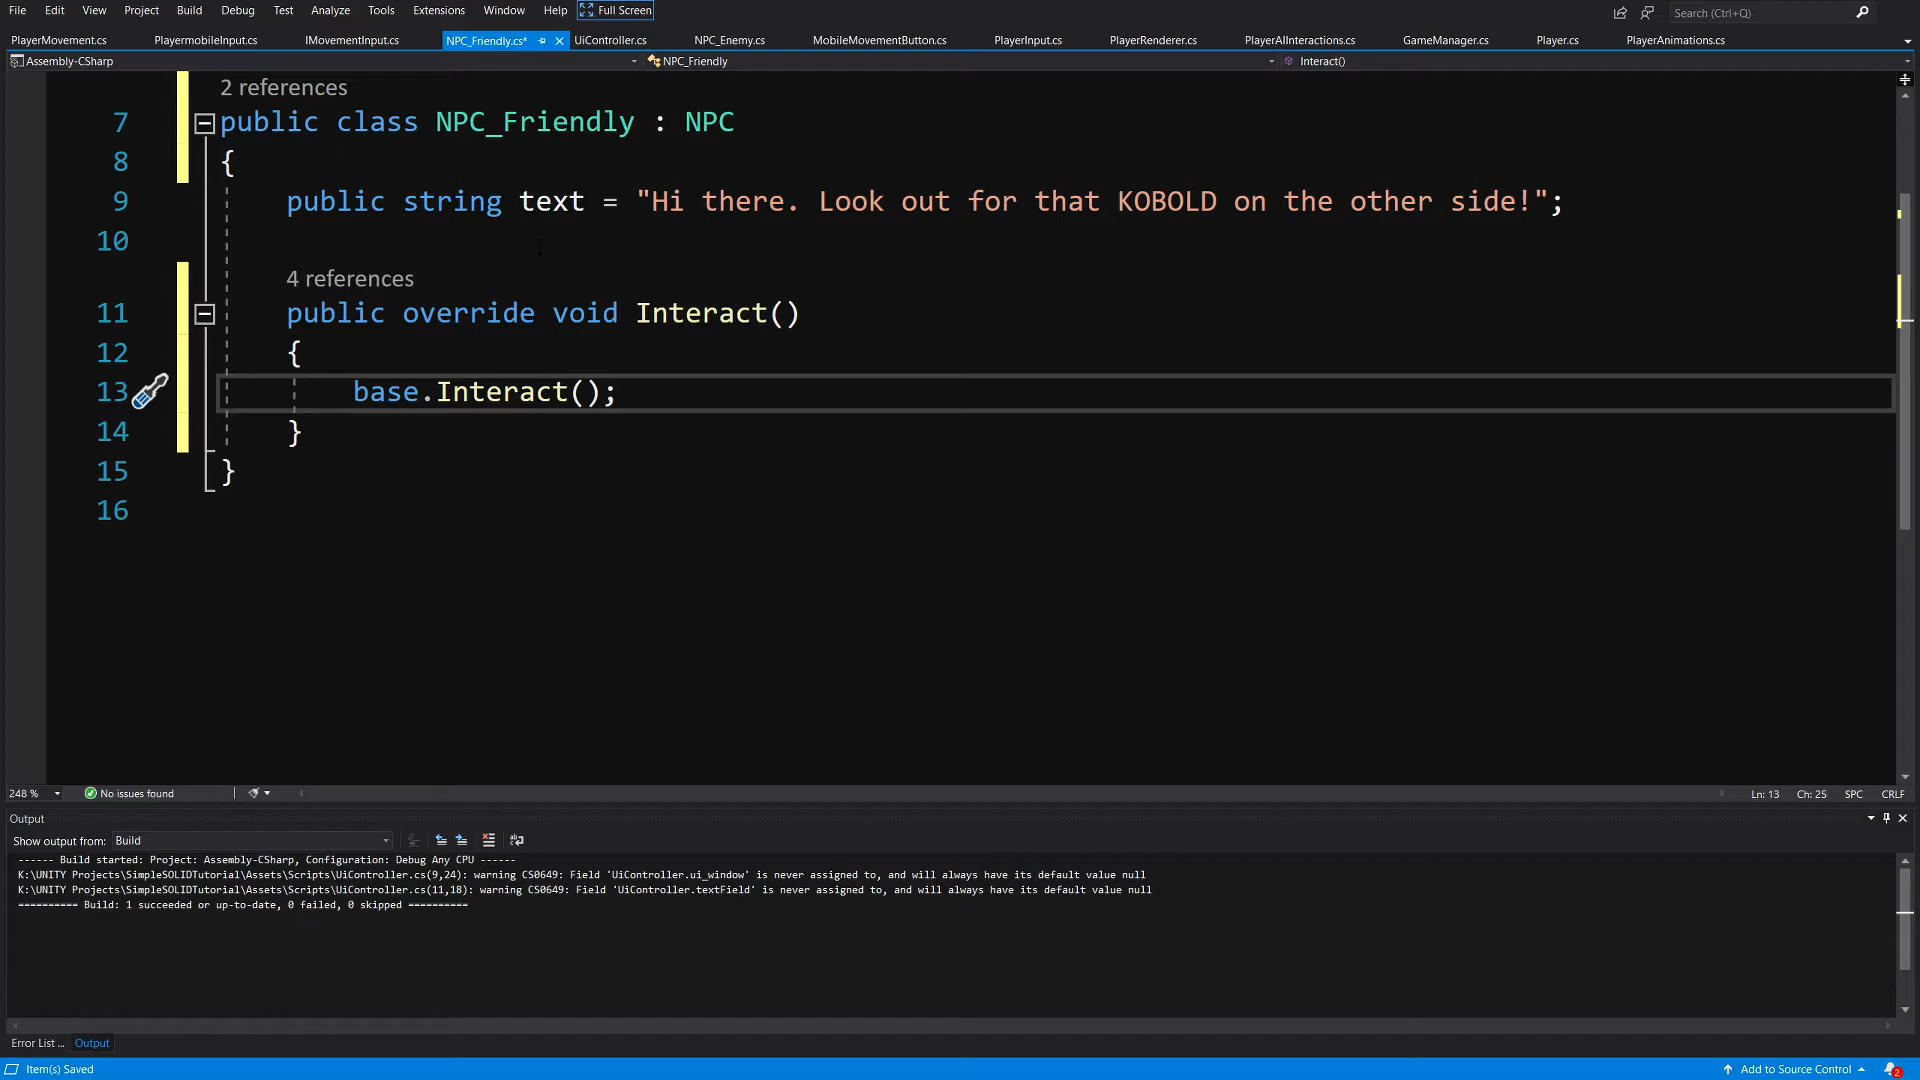 File Edit View Project Build Debug Test Analyze Tools Extensions Window Help Full Screen Search (Ctrl+Q)
PlayerMovement.cs PlayermobileInput.cs IMovementInput.cs NPC_Friendly.cs* UiController.cs NPC_Enemy.cs MobileMovementButton.cs PlayerInput.cs PlayerRenderer.cs PlayerAIInteractions.cs GameManager.cs Player.cs PlayerAnimations.cs
Assembly-CSharp NPC_Friendly Interact()
2 references
7 public class NPC_Friendly : NPC
8 {
9 public string text = "Hi there. Look out for that KOBOLD on the other side!";
10
4 references
11 public override void Interact()
12 {
13 base.Interact();
14 }
15 }
16
248 % No issues found Ln: 13 Ch: 25 SPC CRLF
Output
Show output from: Build
------ Build started: Project: Assembly-CSharp, Configuration: Debug Any CPU ------
K:\UNITY Projects\SimpleSOLIDTutorial\Assets\Scripts\UiController.cs(9,24): warning CS0649: Field 'UiController.ui_window' is never assigned to, and will always have its default value null
K:\UNITY Projects\SimpleSOLIDTutorial\Assets\Scripts\UiController.cs(11,18): warning CS0649: Field 'UiController.textField' is never assigned to, and will always have its default value null
========== Build: 1 succeeded or up-to-date, 0 failed, 0 skipped ==========
Error List ... Output
Item(s) Saved Add to Source Control 2